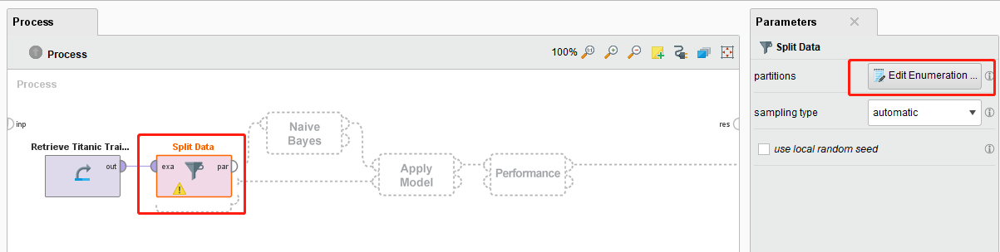 Process
Process
100%
Process
inp
res
Retrieve Titanic Trai...
out
Split Data
exa
par
Naive
Bayes
Apply
Model
Performance
Parameters
Split Data
partitions
Edit Enumeration ...
sampling type
automatic
use local random seed